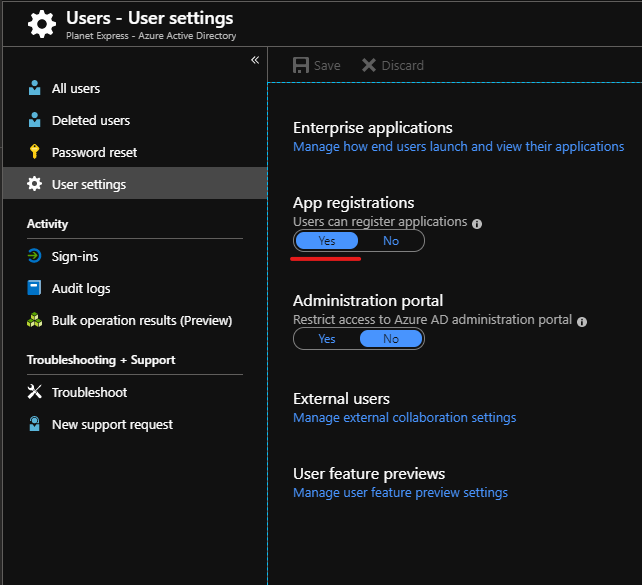 Users - User settings
Planet Express - Azure Active Directory
«
All users
Deleted users
Password reset
User settings
Activity
Sign-ins
Audit logs
Bulk operation results (Preview)
Troubleshooting + Support
Troubleshoot
New support request
Save Discard
Enterprise applications
Manage how end users launch and view their applications
App registrations
Users can register applications
Yes No
Administration portal
Restrict access to Azure AD administration portal
Yes No
External users
Manage external collaboration settings
User feature previews
Manage user feature preview settings